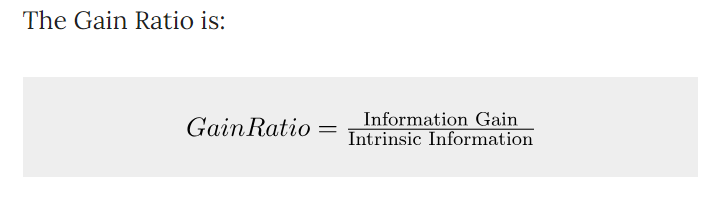 The Gain Ratio is:
GainRatio = Information Gain / Intrinsic Information